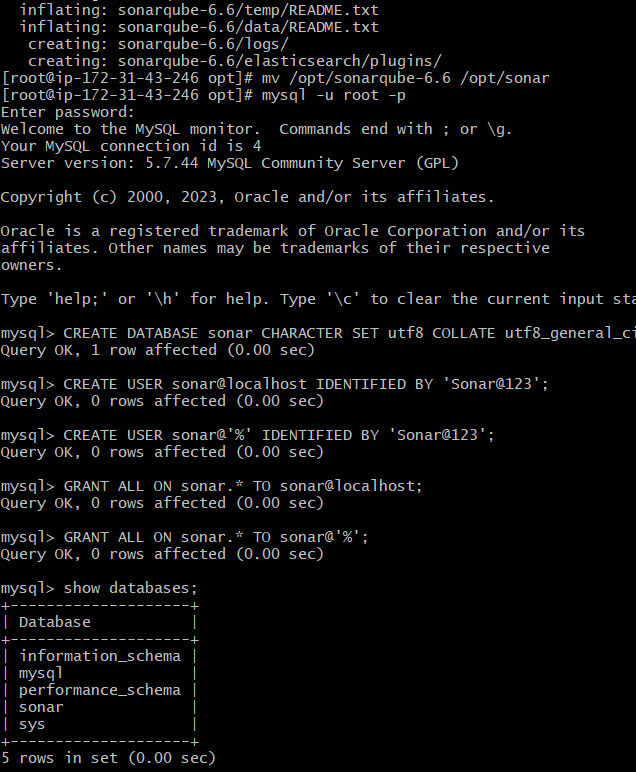 inflating: sonarqube-6.6/temp/README.txt
inflating: sonarqube-6.6/data/README.txt
creating: sonarqube-6.6/logs/
creating: sonarqube-6.6/elasticsearch/plugins/
[root@ip-172-31-43-246 opt]# mv /opt/sonarqube-6.6 /opt/sonar
[root@ip-172-31-43-246 opt]# mysql -u root -p
Enter password:
Welcome to the MySQL monitor.  Commands end with ; or \g.
Your MySQL connection id is 4
Server version: 5.7.44 MySQL Community Server (GPL)
Copyright (c) 2000, 2023, Oracle and/or its affiliates.
Oracle is a registered trademark of Oracle Corporation and/or its
affiliates. Other names may be trademarks of their respective
owners.
Type 'help;' or '\h' for help. Type '\c' to clear the current input sta
mysql> CREATE DATABASE sonar CHARACTER SET utf8 COLLATE utf8_general_ci
Query OK, 1 row affected (0.00 sec)
mysql> CREATE USER sonar@localhost IDENTIFIED BY 'Sonar@123';
Query OK, 0 rows affected (0.00 sec)
mysql> CREATE USER sonar@'%' IDENTIFIED BY 'Sonar@123';
Query OK, 0 rows affected (0.00 sec)
mysql> GRANT ALL ON sonar.* TO sonar@localhost;
Query OK, 0 rows affected (0.00 sec)
mysql> GRANT ALL ON sonar.* TO sonar@'%';
Query OK, 0 rows affected (0.00 sec)
mysql> show databases;
+--------------------+
| Database           |
+--------------------+
| information_schema |
| mysql              |
| performance_schema |
| sonar              |
| sys                |
+--------------------+
5 rows in set (0.00 sec)